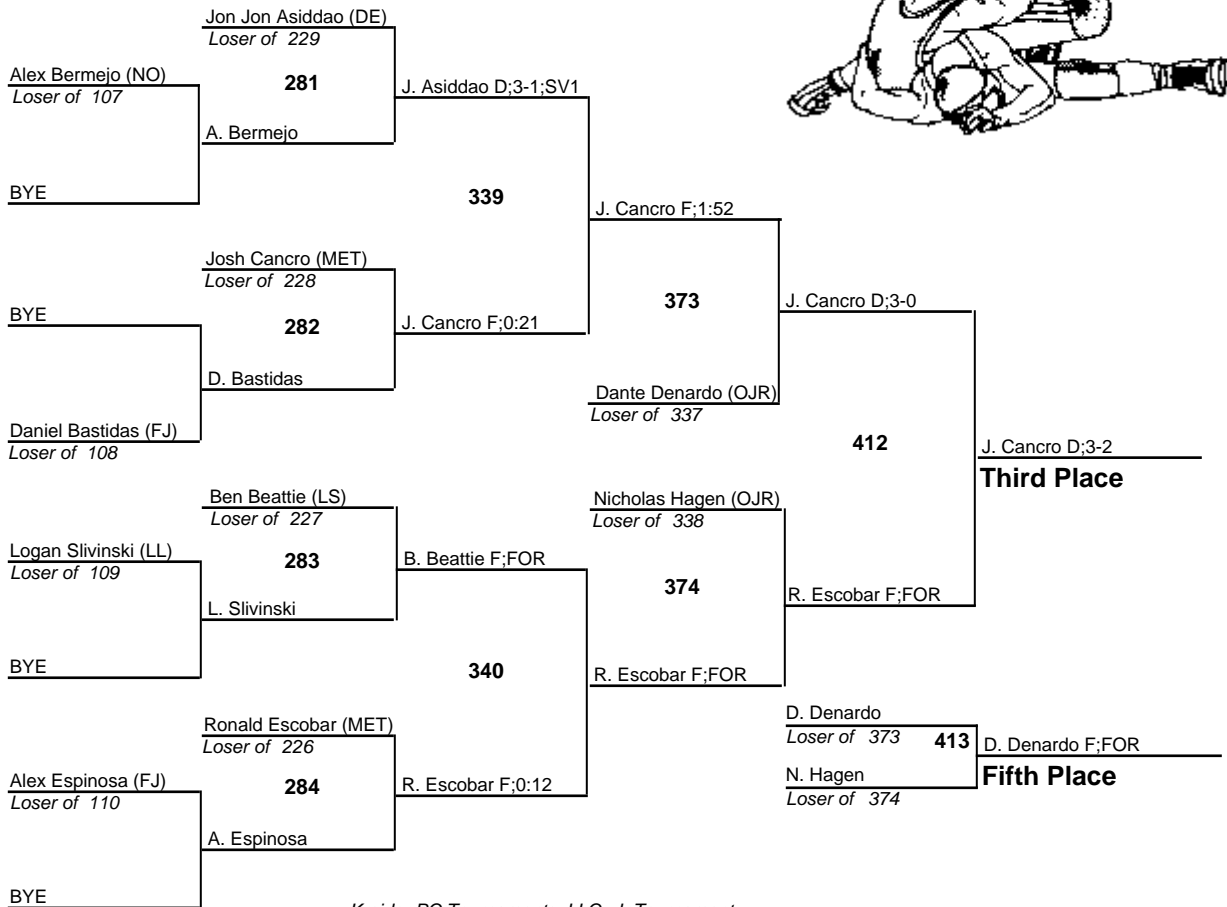 Jon Jon Asiddao (DE)
Loser of 229
Alex Bermejo (NO)
Loser of 107
281
J. Asiddao D;3-1;SV1
A. Bermejo
BYE
339
J. Cancro F;1:52
Josh Cancro (MET)
Loser of 228
BYE
282
J. Cancro F;0:21
373
J. Cancro D;3-0
D. Bastidas
Dante Denardo (OJR)
Loser of 337
Daniel Bastidas (FJ)
Loser of 108
412
J. Cancro D;3-2
Third Place
Ben Beattie (LS)
Loser of 227
Nicholas Hagen (OJR)
Loser of 338
Logan Slivinski (LL)
Loser of 109
283
B. Beattie F;FOR
374
R. Escobar F;FOR
L. Slivinski
BYE
340
R. Escobar F;FOR
Ronald Escobar (MET)
Loser of 226
D. Denardo
Loser of 373
413
D. Denardo F;FOR
Fifth Place
N. Hagen
Loser of 374
Alex Espinosa (FJ)
Loser of 110
284
R. Escobar F;0:12
A. Espinosa
BYE